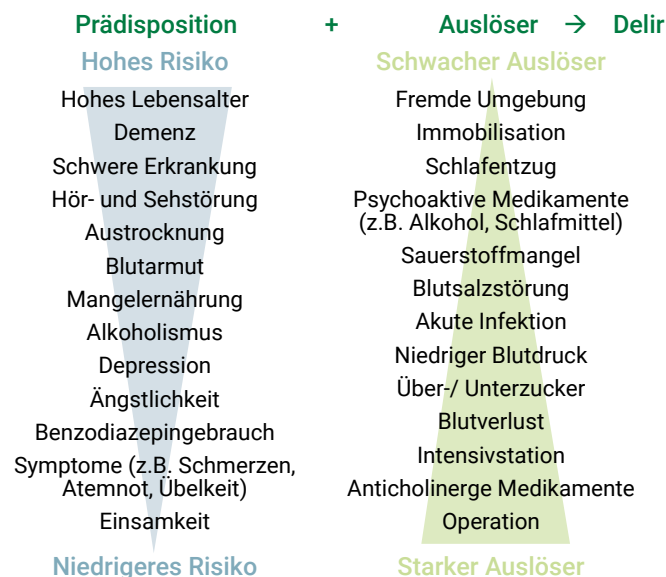 Prädisposition + Auslöser → Delir
Hohes Risiko
Hohes Lebensalter
Demenz
Schwere Erkrankung
Hör- und Sehstörung
Austrocknung
Blutarmut
Mangelernährung
Alkoholismus
Depression
Ängstlichkeit
Benzodiazepingebrauch
Symptome (z.B. Schmerzen,
Atemnot, Übelkeit)
Einsamkeit
Niedrigeres Risiko
Schwacher Auslöser
Fremde Umgebung
Immobilisation
Schlafentzug
Psychoaktive Medikamente
(z.B. Alkohol, Schlafmittel)
Sauerstoffmangel
Blutsalzstörung
Akute Infektion
Niedriger Blutdruck
Über-/ Unterzucker
Blutverlust
Intensivstation
Anticholinerge Medikamente
Operation
Starker Auslöser